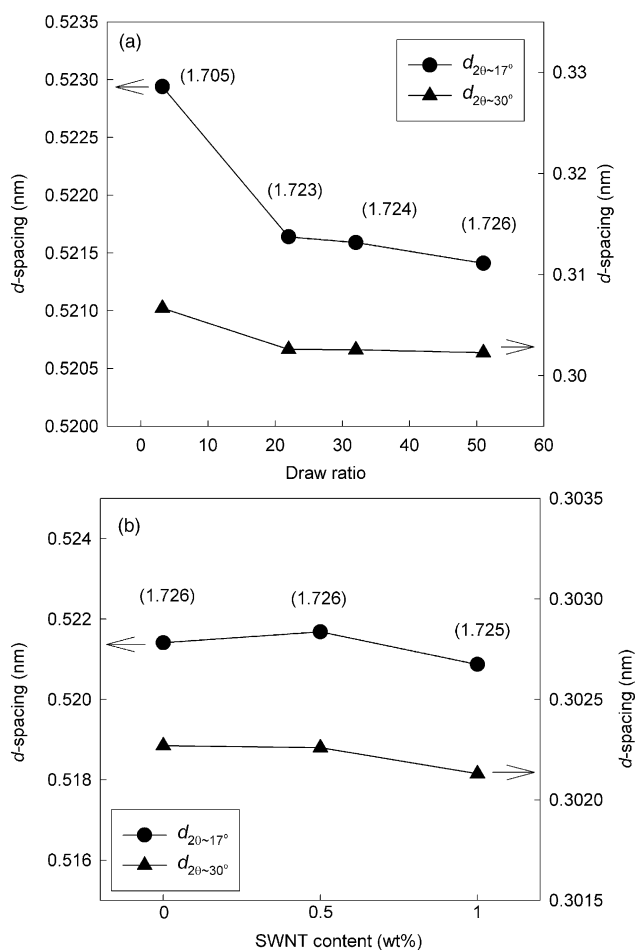 (a)
d2θ~17°
d2θ~30°
(1.705)
(1.723)
(1.724)
(1.726)
0.5235
0.5230
0.5225
0.5220
0.5215
0.5210
0.5205
0.5200
d-spacing (nm)
0.33
0.32
0.31
0.30
d-spacing (nm)
0 10 20 30 40 50 60
Draw ratio
(b)
(1.726)
(1.726)
(1.725)
0.524
0.522
0.520
0.518
0.516
d-spacing (nm)
0.3035
0.3030
0.3025
0.3020
0.3015
d-spacing (nm)
d2θ~17°
d2θ~30°
0 0.5 1
SWNT content (wt%)